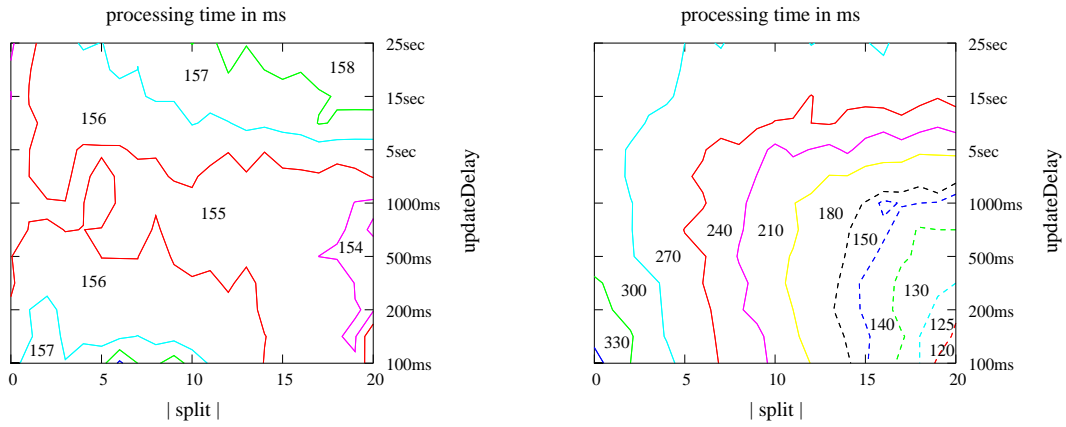 processing time in ms
25sec
15sec
5sec
1000ms
500ms
200ms
100ms
updateDelay
158
157
156
155
154
156
157
0 5 10 15 20
| split |
processing time in ms
25sec
15sec
5sec
1000ms
500ms
200ms
100ms
updateDelay
180
240
210
150
270
300
130
140
125
330
120
0 5 10 15 20
| split |